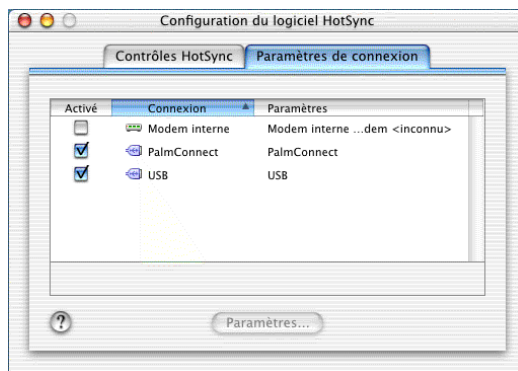 Configuration du logiciel HotSync
Contrôles HotSync Paramètres de connexion
Activé Connexion Paramètres
Modem interne Modem interne ...dem <inconnu>
PalmConnect PalmConnect
USB USB
? Paramètres...